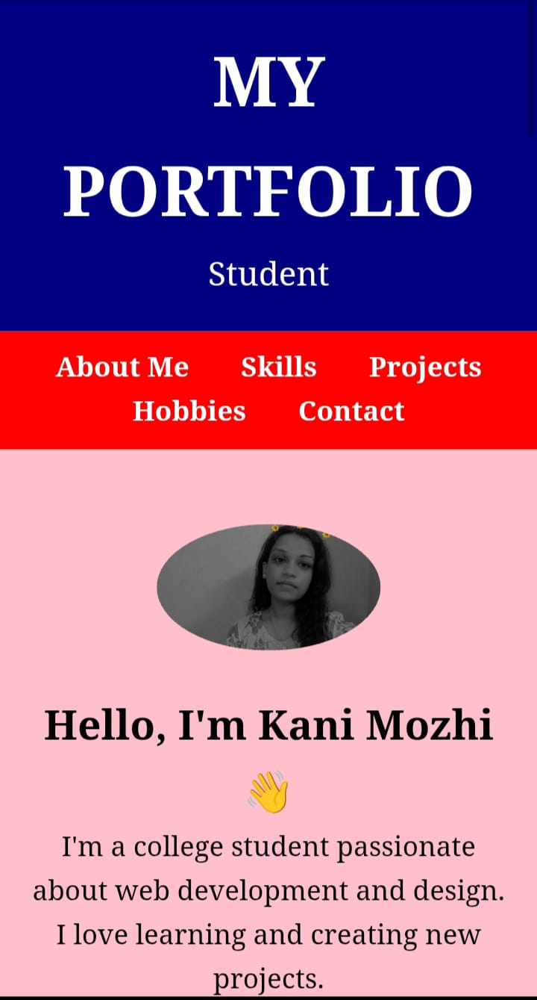 MY
PORTFOLIO
Student
About Me Skills Projects
Hobbies Contact
Hello, I'm Kani Mozhi
👋
I'm a college student passionate
about web development and design.
I love learning and creating new
projects.